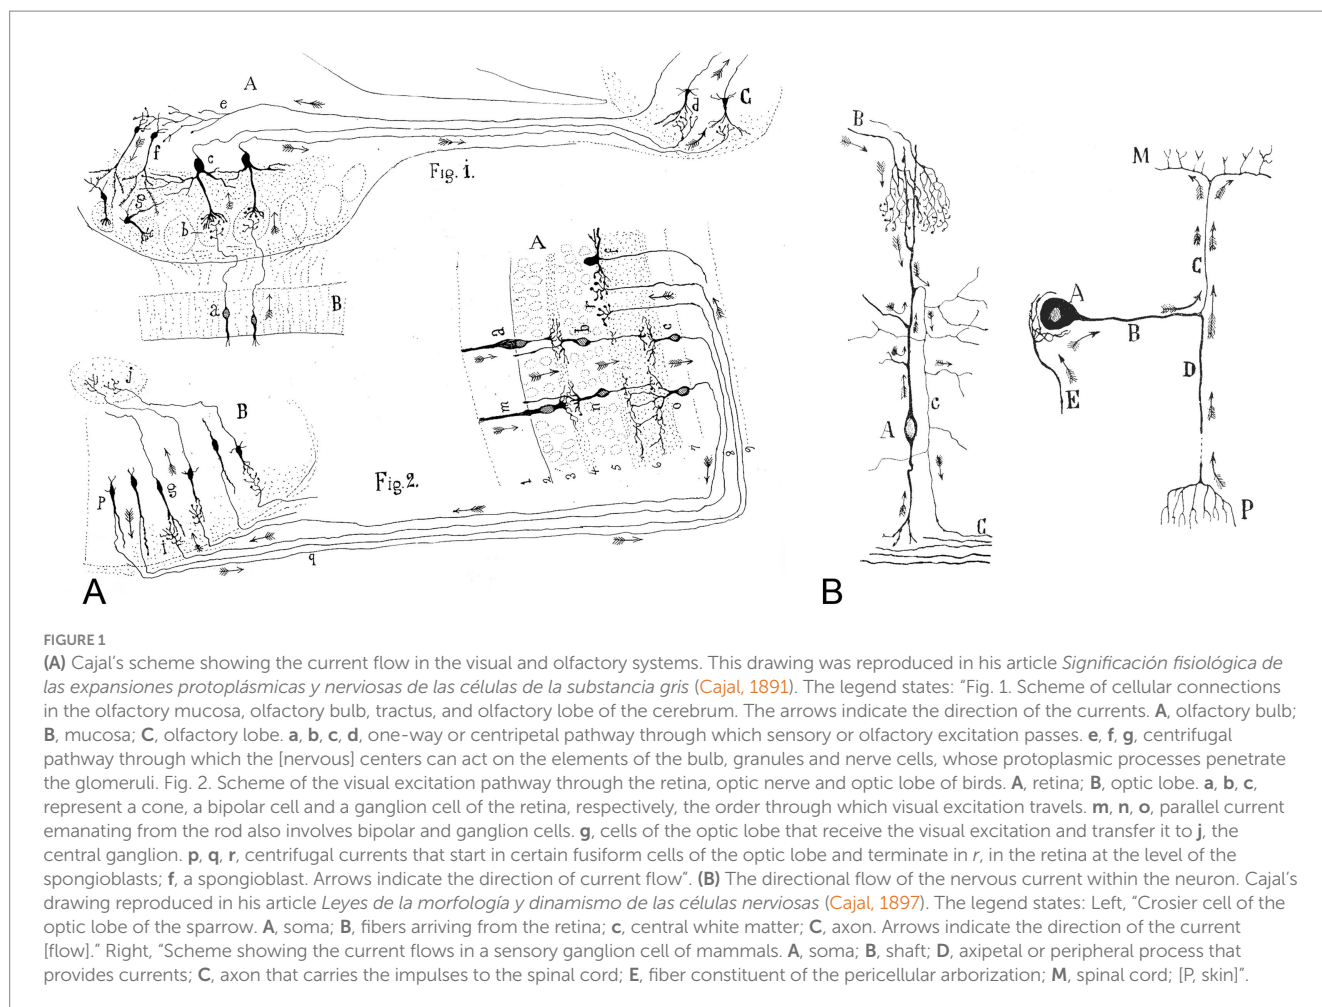 A
e
d
C
f
c
Fig. 1.
g
b
a
B
A
f
r
a
b
c
m
n
o
1 2 3 4 5 6 7 8 9
j
B
Fig. 2.
p
g
i
q
A
B
A
c
C
M
A
C
B
D
E
P
B
FIGURE 1
(A) Cajal’s scheme showing the current flow in the visual and olfactory systems. This drawing was reproduced in his article Significación fisiológica de
las expansiones protoplásmicas y nerviosas de las células de la substancia gris (Cajal, 1891). The legend states: “Fig. 1. Scheme of cellular connections
in the olfactory mucosa, olfactory bulb, tractus, and olfactory lobe of the cerebrum. The arrows indicate the direction of the currents. A, olfactory bulb;
B, mucosa; C, olfactory lobe. a, b, c, d, one-way or centripetal pathway through which sensory or olfactory excitation passes. e, f, g, centrifugal
pathway through which the [nervous] centers can act on the elements of the bulb, granules and nerve cells, whose protoplasmic processes penetrate
the glomeruli. Fig. 2. Scheme of the visual excitation pathway through the retina, optic nerve and optic lobe of birds. A, retina; B, optic lobe. a, b, c,
represent a cone, a bipolar cell and a ganglion cell of the retina, respectively, the order through which visual excitation travels. m, n, o, parallel current
emanating from the rod also involves bipolar and ganglion cells. g, cells of the optic lobe that receive the visual excitation and transfer it to j, the
central ganglion. p, q, r, centrifugal currents that start in certain fusiform cells of the optic lobe and terminate in r, in the retina at the level of the
spongioblasts; f, a spongioblast. Arrows indicate the direction of current flow”. (B) The directional flow of the nervous current within the neuron. Cajal’s
drawing reproduced in his article Leyes de la morfología y dinamismo de las células nerviosas (Cajal, 1897). The legend states: Left, “Crosier cell of the
optic lobe of the sparrow. A, soma; B, fibers arriving from the retina; c, central white matter; C, axon. Arrows indicate the direction of the current
[flow].” Right, “Scheme showing the current flows in a sensory ganglion cell of mammals. A, soma; B, shaft; D, axipetal or peripheral process that
provides currents; C, axon that carries the impulses to the spinal cord; E, fiber constituent of the pericellular arborization; M, spinal cord; [P, skin]”.